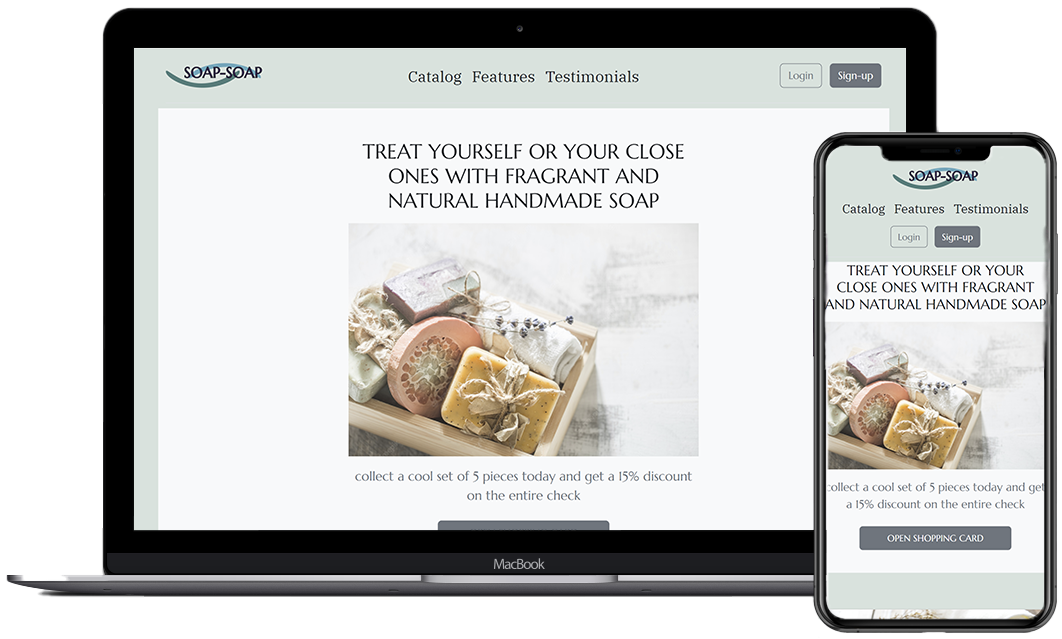 SOAP-SOAP
Catalog Features Testimonials
Login Sign-up
TREAT YOURSELF OR YOUR CLOSE
ONES WITH FRAGRANT AND
NATURAL HANDMADE SOAP
collect a cool set of 5 pieces today and get a 15% discount
on the entire check
MacBook
SOAP-SOAP
Catalog Features Testimonials
Login Sign-up
TREAT YOURSELF OR YOUR
CLOSE ONES WITH FRAGRANT
AND NATURAL HANDMADE SOAP
collect a cool set of 5 pieces today and get
a 15% discount on the entire check
OPEN SHOPPING CARD